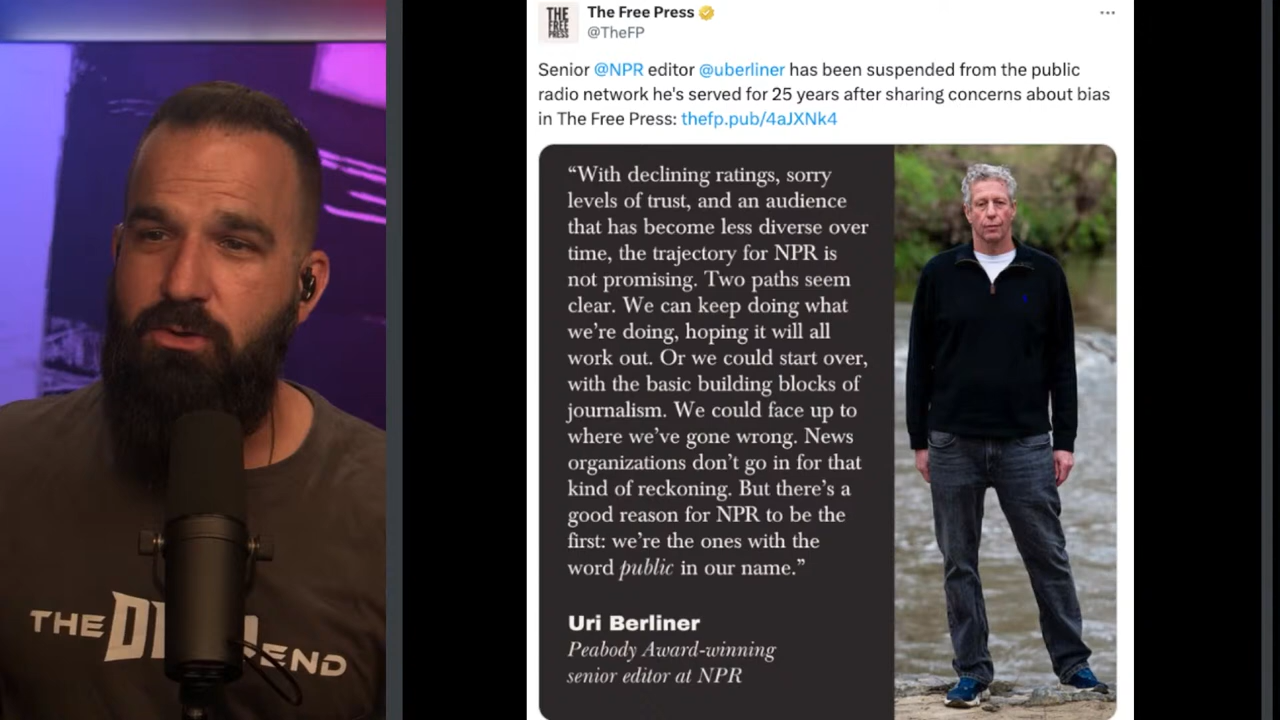 THE FREE PRESS
The Free Press
@TheFP
Senior @NPR editor @uberliner has been suspended from the public
radio network he's served for 25 years after sharing concerns about bias
in The Free Press: thefp.pub/4aJXNk4
“With declining ratings, sorry
levels of trust, and an audience
that has become less diverse over
time, the trajectory for NPR is
not promising. Two paths seem
clear. We can keep doing what
we’re doing, hoping it will all
work out. Or we could start over,
with the basic building blocks of
journalism. We could face up to
where we’ve gone wrong. News
organizations don’t go in for that
kind of reckoning. But there’s a
good reason for NPR to be the
first: we’re the ones with the
word public in our name.”
Uri Berliner
Peabody Award-winning
senior editor at NPR
THE
END